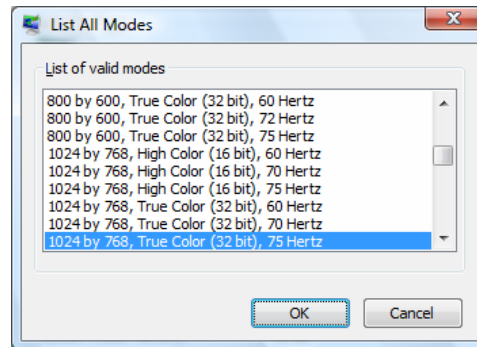 List All Modes
List of valid modes
800 by 600, True Color (32 bit), 60 Hertz
800 by 600, True Color (32 bit), 72 Hertz
800 by 600, True Color (32 bit), 75 Hertz
1024 by 768, High Color (16 bit), 60 Hertz
1024 by 768, High Color (16 bit), 70 Hertz
1024 by 768, High Color (16 bit), 75 Hertz
1024 by 768, True Color (32 bit), 60 Hertz
1024 by 768, True Color (32 bit), 70 Hertz
1024 by 768, True Color (32 bit), 75 Hertz
OK
Cancel